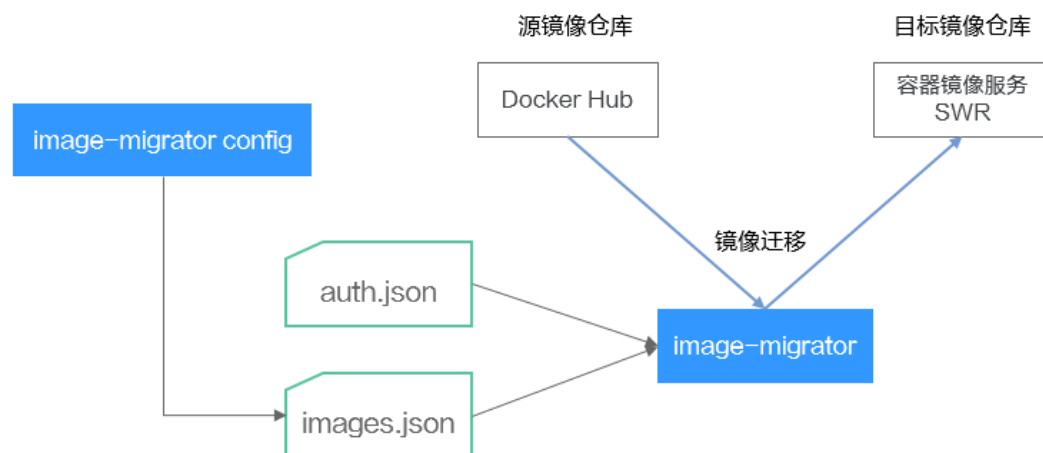 源镜像仓库
目标镜像仓库
Docker Hub
容器镜像服务
SWR
image-migrator config
镜像迁移
auth.json
image-migrator
images.json